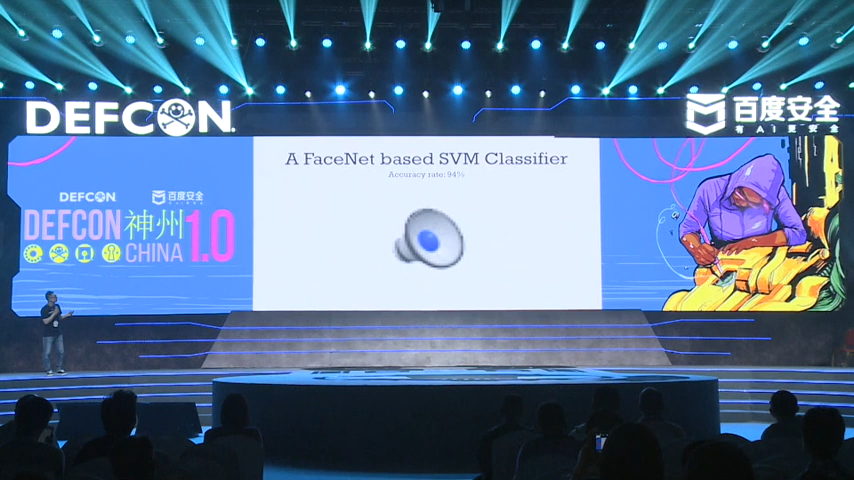 DEFCON.
百度安全
有AI更安全
A FaceNet based SVM Classifier
Accuracy rate: 94%
DEFCON
百度安全
DEFCON 神州 1.0
CHINA